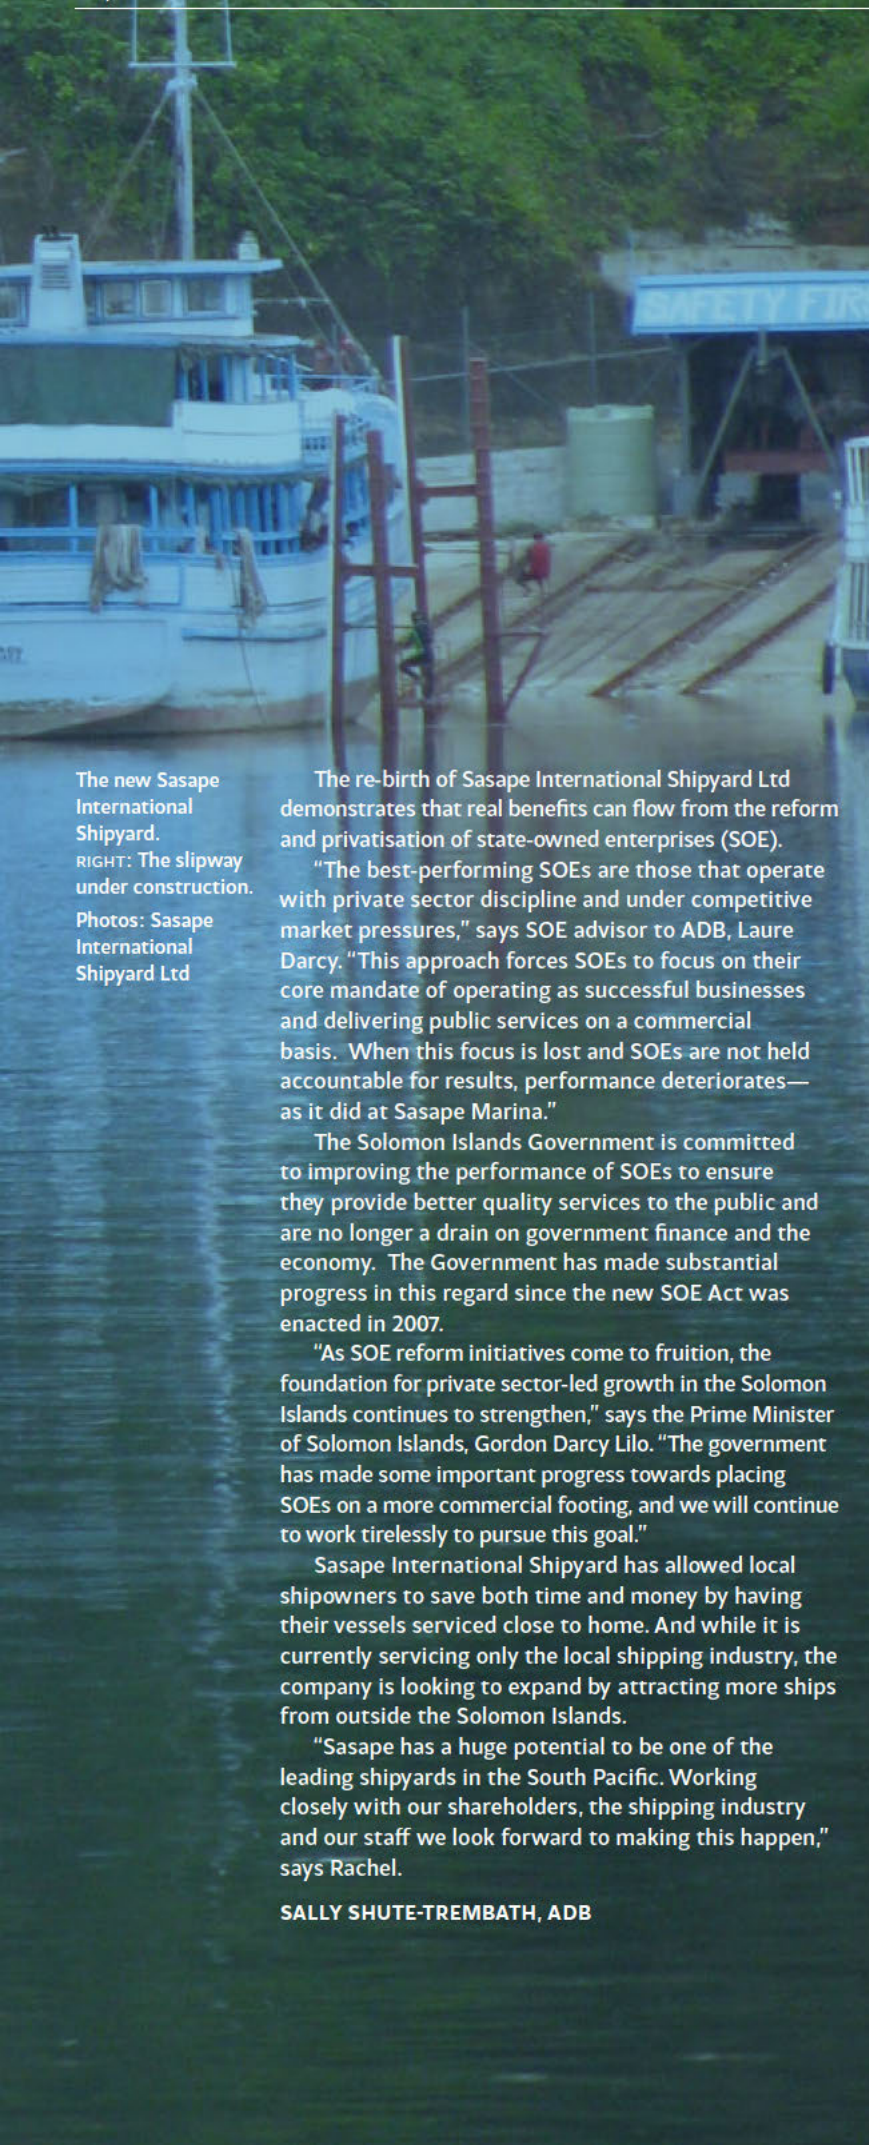 SAFETY FIR
The new Sasape
International
Shipyard.
RIGHT: The slipway
under construction.
Photos: Sasape
International
Shipyard Ltd
The re-birth of Sasape International Shipyard Ltd
demonstrates that real benefits can flow from the reform
and privatisation of state-owned enterprises (SOE).
“The best-performing SOEs are those that operate
with private sector discipline and under competitive
market pressures,” says SOE advisor to ADB, Laure
Darcy. “This approach forces SOEs to focus on their
core mandate of operating as successful businesses
and delivering public services on a commercial
basis.  When this focus is lost and SOEs are not held
accountable for results, performance deteriorates—
as it did at Sasape Marina.”
The Solomon Islands Government is committed
to improving the performance of SOEs to ensure
they provide better quality services to the public and
are no longer a drain on government finance and the
economy.  The Government has made substantial
progress in this regard since the new SOE Act was
enacted in 2007.
“As SOE reform initiatives come to fruition, the
foundation for private sector-led growth in the Solomon
Islands continues to strengthen,” says the Prime Minister
of Solomon Islands, Gordon Darcy Lilo. “The government
has made some important progress towards placing
SOEs on a more commercial footing, and we will continue
to work tirelessly to pursue this goal.”
Sasape International Shipyard has allowed local
shipowners to save both time and money by having
their vessels serviced close to home. And while it is
currently servicing only the local shipping industry, the
company is looking to expand by attracting more ships
from outside the Solomon Islands.
“Sasape has a huge potential to be one of the
leading shipyards in the South Pacific. Working
closely with our shareholders, the shipping industry
and our staff we look forward to making this happen,”
says Rachel.
SALLY SHUTE-TREMBATH, ADB